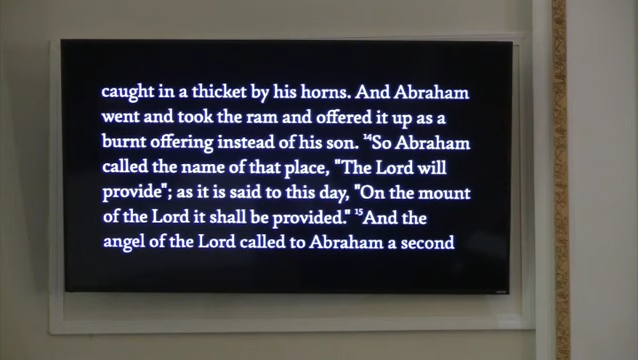 caught in a thicket by his horns. And Abraham
went and took the ram and offered it up as a
burnt offering instead of his son. ¹⁴So Abraham
called the name of that place, "The Lord will
provide"; as it is said to this day, "On the mount
of the Lord it shall be provided." ¹⁵And the
angel of the Lord called to Abraham a second